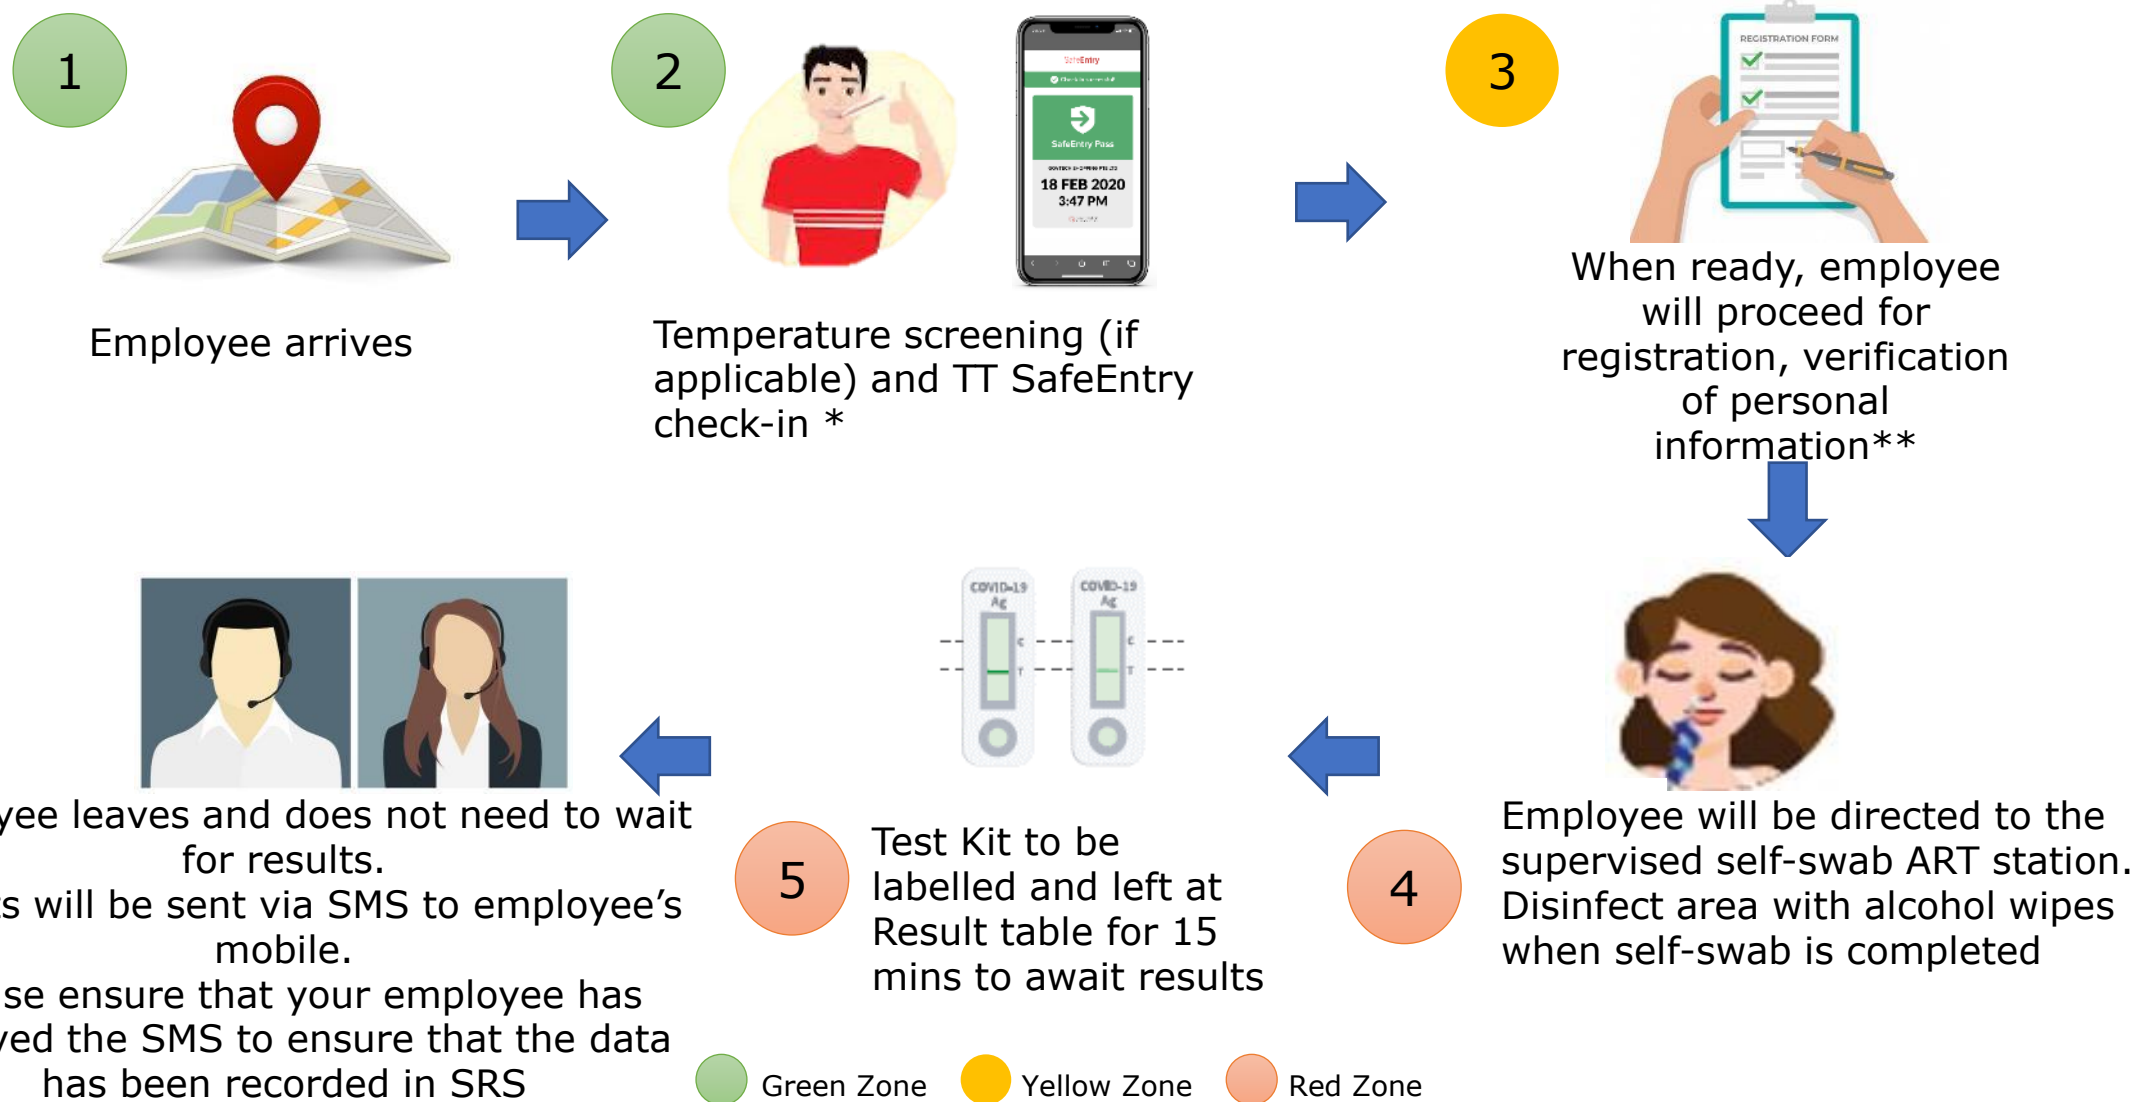 1
Employee arrives
2
SafeEntry
SafeEntry Pass
18 FEB 2020
3:47 PM
Temperature screening (if
applicable) and TT SafeEntry
check-in *
3
REGISTRATION FORM
When ready, employee
will proceed for
registration, verification
of personal
information**
4
Employee will be directed to the
supervised self-swab ART station.
Disinfect area with alcohol wipes
when self-swab is completed
COVID-19
Ag
C
T
COVID-19
Ag
C
T
5
Test Kit to be
labelled and left at
Result table for 15
mins to await results
yee leaves and does not need to wait
for results.
ts will be sent via SMS to employee's
mobile.
se ensure that your employee has
ved the SMS to ensure that the data
has been recorded in SRS
Green Zone
Yellow Zone
Red Zone